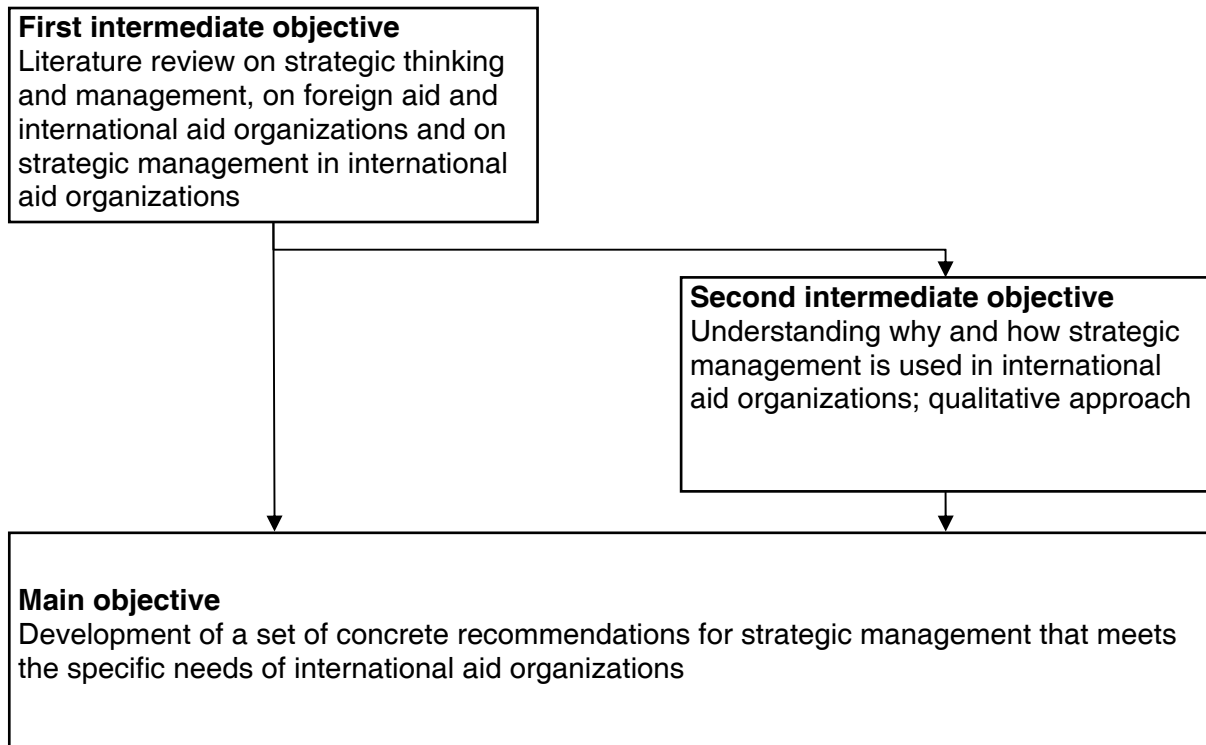 First intermediate objective
Literature review on strategic thinking
and management, on foreign aid and
international aid organizations and on
strategic management in international
aid organizations
Second intermediate objective
Understanding why and how strategic
management is used in international
aid organizations; qualitative approach
Main objective
Development of a set of concrete recommendations for strategic management that meets
the specific needs of international aid organizations